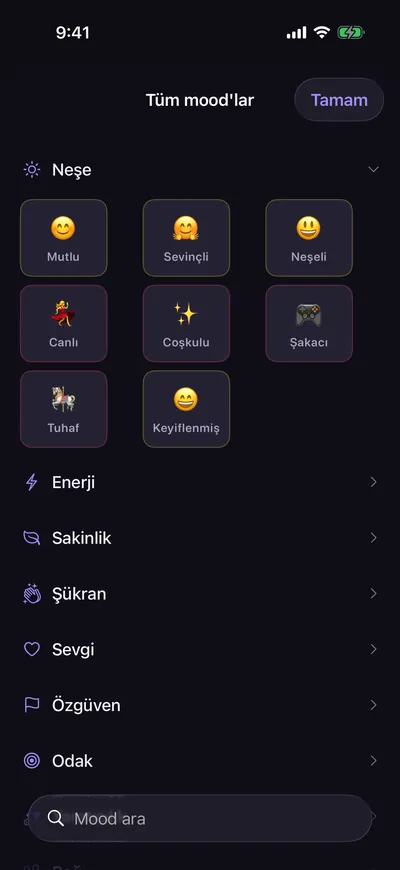 9:41
Tüm mood'lar
Tamam
Neşe
Mutlu Sevinçli Neşeli
Canlı Coşkulu Şakacı
Tuhaf Keyiflenmiş
Enerji
Sakinlik
Şükran
Sevgi
Özgüven
Odak
Mood ara